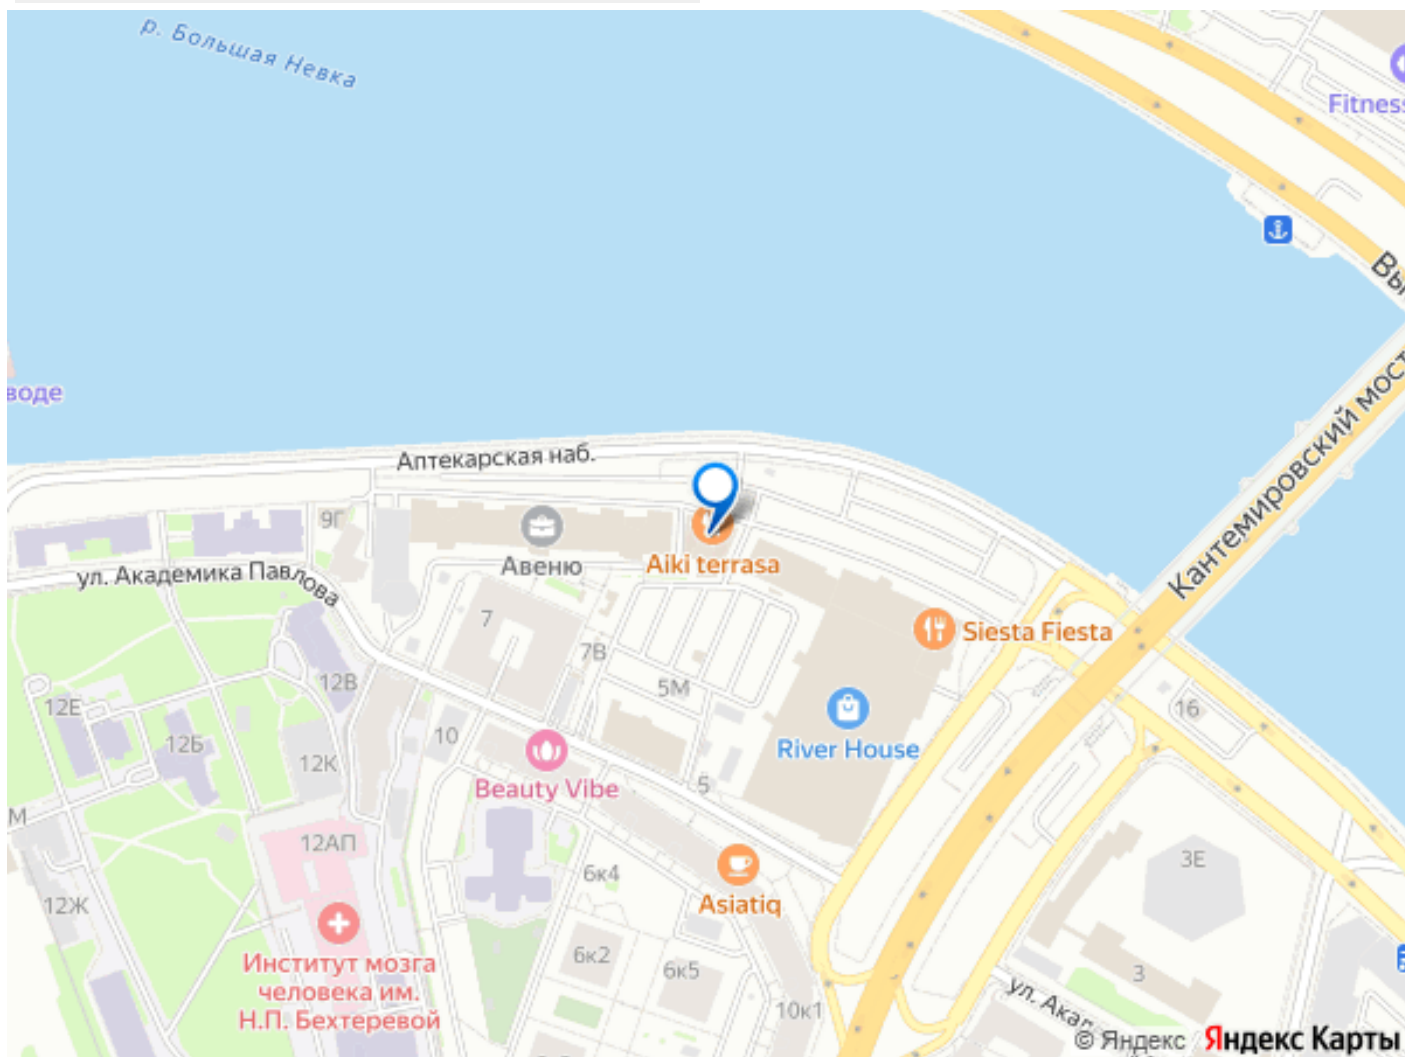 р. Большая Невка
Fitness
Вы
воде
Кантемировский мост
Аптекарская наб.
9Г
Авеню
Aiki terrasa
ул. Академика Павлова
7
Siesta Fiesta
7В
12В
5М
12Е
16
10
12Б
River House
12К
Beauty Vibe
5
М
12АП
3Е
6к4
12Ж
Asiatiq
Институт мозга
человека им.
Н.П. Бехтеревой
6к2
6к5
3
10к1
ул. Ака
© Яндекс Яндекс Карты